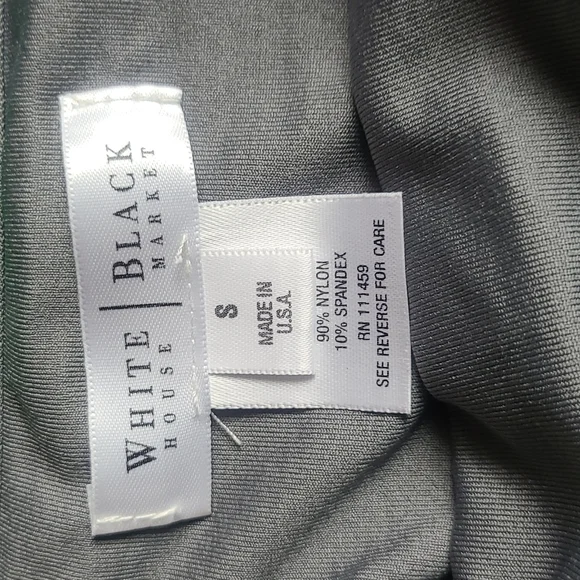 WHITE | BLACK
HOUSE MARKET
S
MADE IN
U.S.A.
90% NYLON
10% SPANDEX
RN 111459
SEE REVERSE FOR CARE